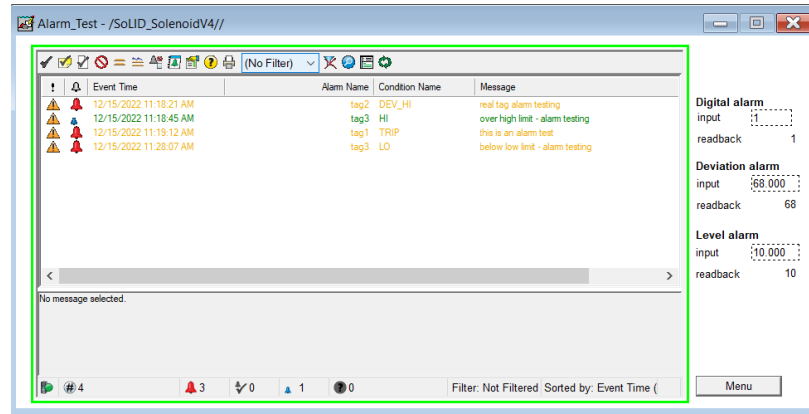 Alarm_Test - /SoLID_SolenoidV4//
(No Filter)
! Event Time Alarm Name Condition Name Message
12/15/2022 11:18:21 AM tag2 DEV_HI real tag alarm testing
12/15/2022 11:18:45 AM tag3 HI over high limit - alarm testing
12/15/2022 11:19:12 AM tag1 TRIP this is an alarm test
12/15/2022 11:28:07 AM tag3 LO below low limit - alarm testing
No message selected.
# 4 3 0 1 0 Filter: Not Filtered Sorted by: Event Time (
Digital alarm
input 1
readback 1
Deviation alarm
input 68.000
readback 68
Level alarm
input 10.000
readback 10
Menu